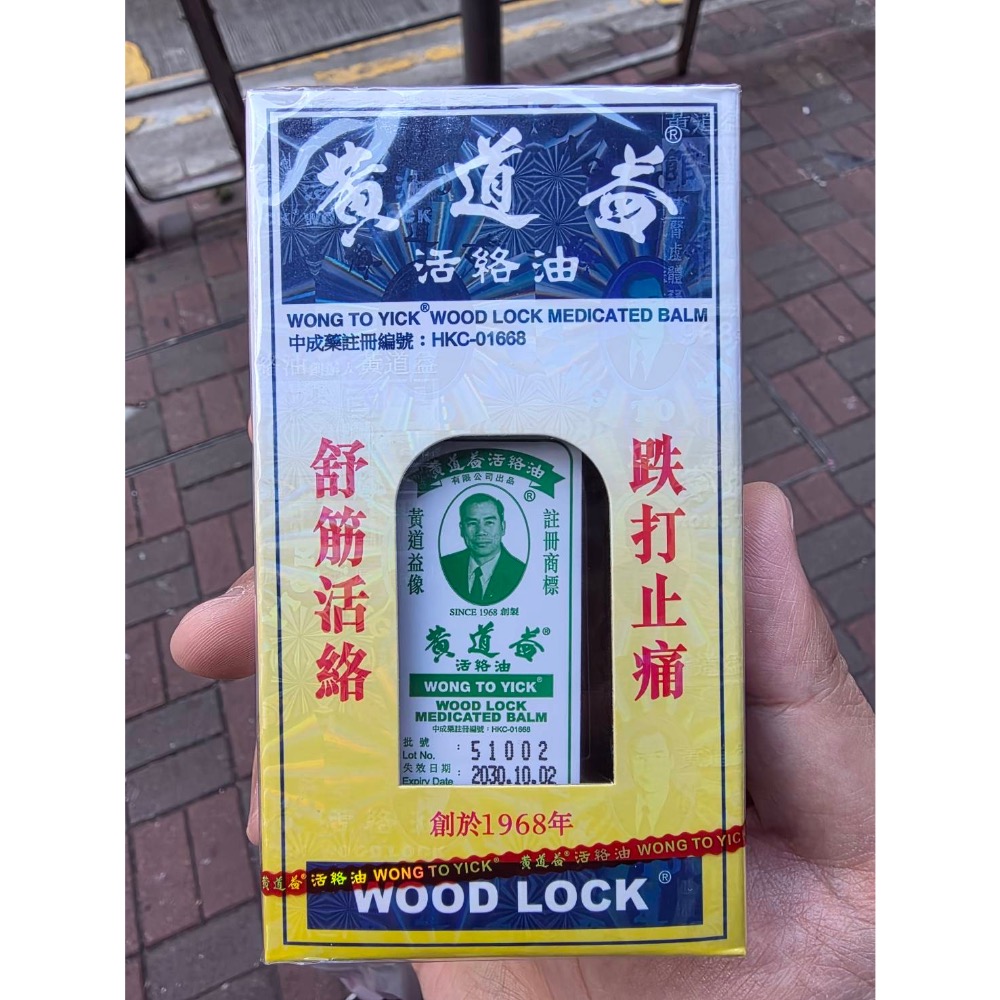 黃道益®
活絡油
WONG TO YICK® WOOD LOCK MEDICATED BALM
中成藥註冊編號：HKC-01668
跌打止痛
舒筋活絡
黃道益活絡油
有限公司出品
®
註冊商標
黃道益像
SINCE 1968 創製
黃道益®
活絡油
WONG TO YICK®
WOOD LOCK
MEDICATED BALM
中成藥註冊編號：HKC-01668
批號
Lot No. : 51002
失效日期
Expiry Date : 2030.10.02
創於1968年
黃道益® 活絡油 WONG TO YICK® 黃道益® 活絡油 WONG TO YIC
WOOD LOCK®